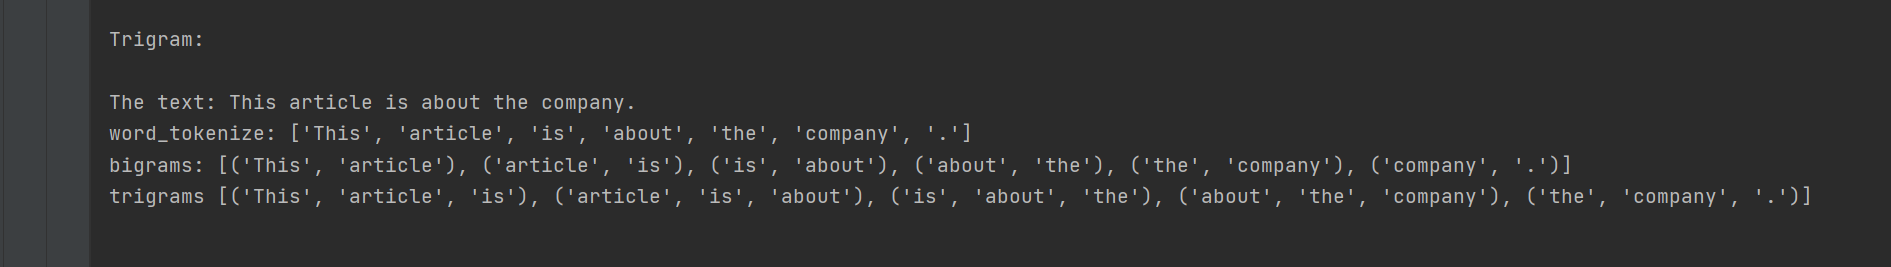 Trigram:
The text: This article is about the company.
word_tokenize: ['This', 'article', 'is', 'about', 'the', 'company', '.']
bigrams: [('This', 'article'), ('article', 'is'), ('is', 'about'), ('about', 'the'), ('the', 'company'), ('company', '.')]
trigrams [('This', 'article', 'is'), ('article', 'is', 'about'), ('is', 'about', 'the'), ('about', 'the', 'company'), ('the', 'company', '.')]